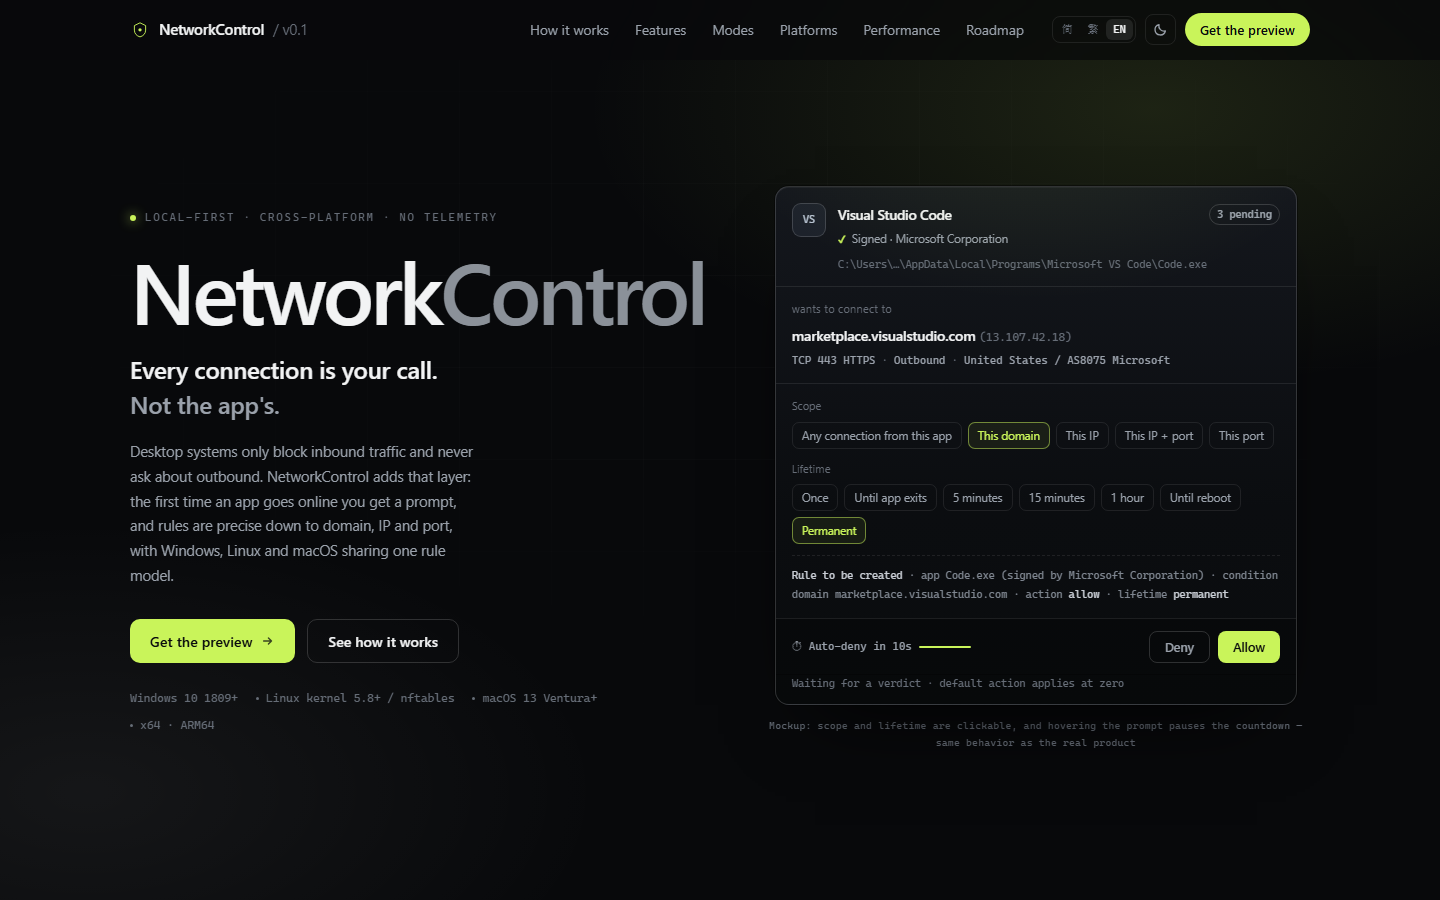 NetworkControl / v0.1
How it works
Features
Modes
Platforms
Performance
Roadmap
简
繁
EN
Get the preview
LOCAL-FIRST · CROSS-PLATFORM · NO TELEMETRY
NetworkControl
Every connection is your call.
Not the app's.
Desktop systems only block inbound traffic and never
ask about outbound. NetworkControl adds that layer:
the first time an app goes online you get a prompt,
and rules are precise down to domain, IP and port,
with Windows, Linux and macOS sharing one rule
model.
Get the preview →
See how it works
Windows 10 1809+ • Linux kernel 5.8+ / nftables • macOS 13 Ventura+
• x64 · ARM64
VS
Visual Studio Code
3 pending
✓ Signed · Microsoft Corporation
C:\Users\…\AppData\Local\Programs\Microsoft VS Code\Code.exe
wants to connect to
marketplace.visualstudio.com (13.107.42.18)
TCP 443 HTTPS · Outbound · United States / AS8075 Microsoft
Scope
Any connection from this app
This domain
This IP
This IP + port
This port
Lifetime
Once
Until app exits
5 minutes
15 minutes
1 hour
Until reboot
Permanent
Rule to be created · app Code.exe (signed by Microsoft Corporation) · condition
domain marketplace.visualstudio.com · action allow · lifetime permanent
Auto-deny in 10s
Deny
Allow
Waiting for a verdict · default action applies at zero
Mockup: scope and lifetime are clickable, and hovering the prompt pauses the countdown —
same behavior as the real product